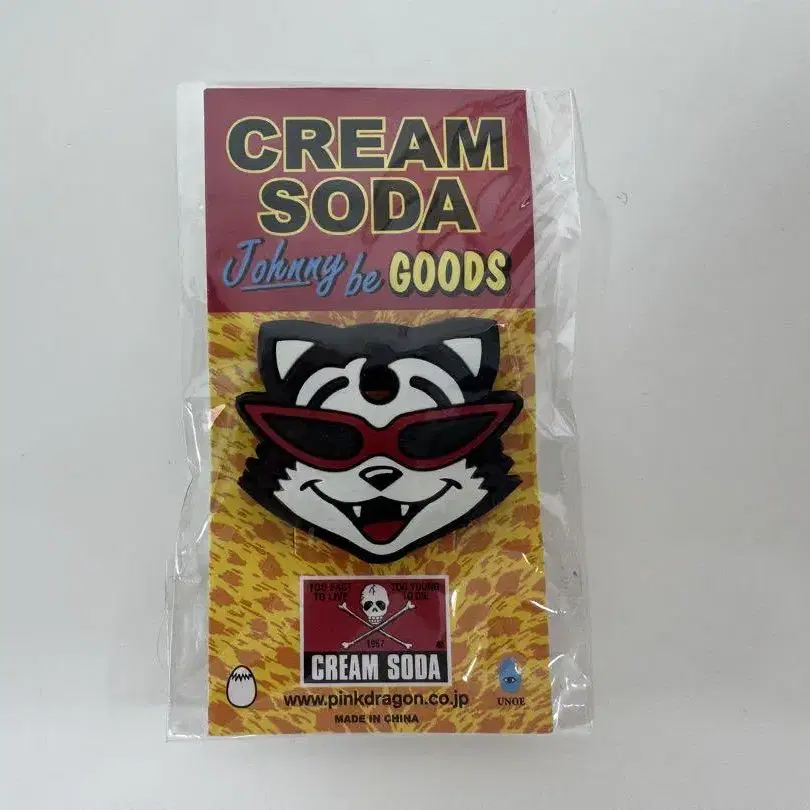 CREAM
SODA
Johnny be GOODS
TOO FAST TOO YOUNG
TO LIVE TO DIE
1957
CREAM SODA
www.pinkdragon.co.jp
UNOE
MADE IN CHINA